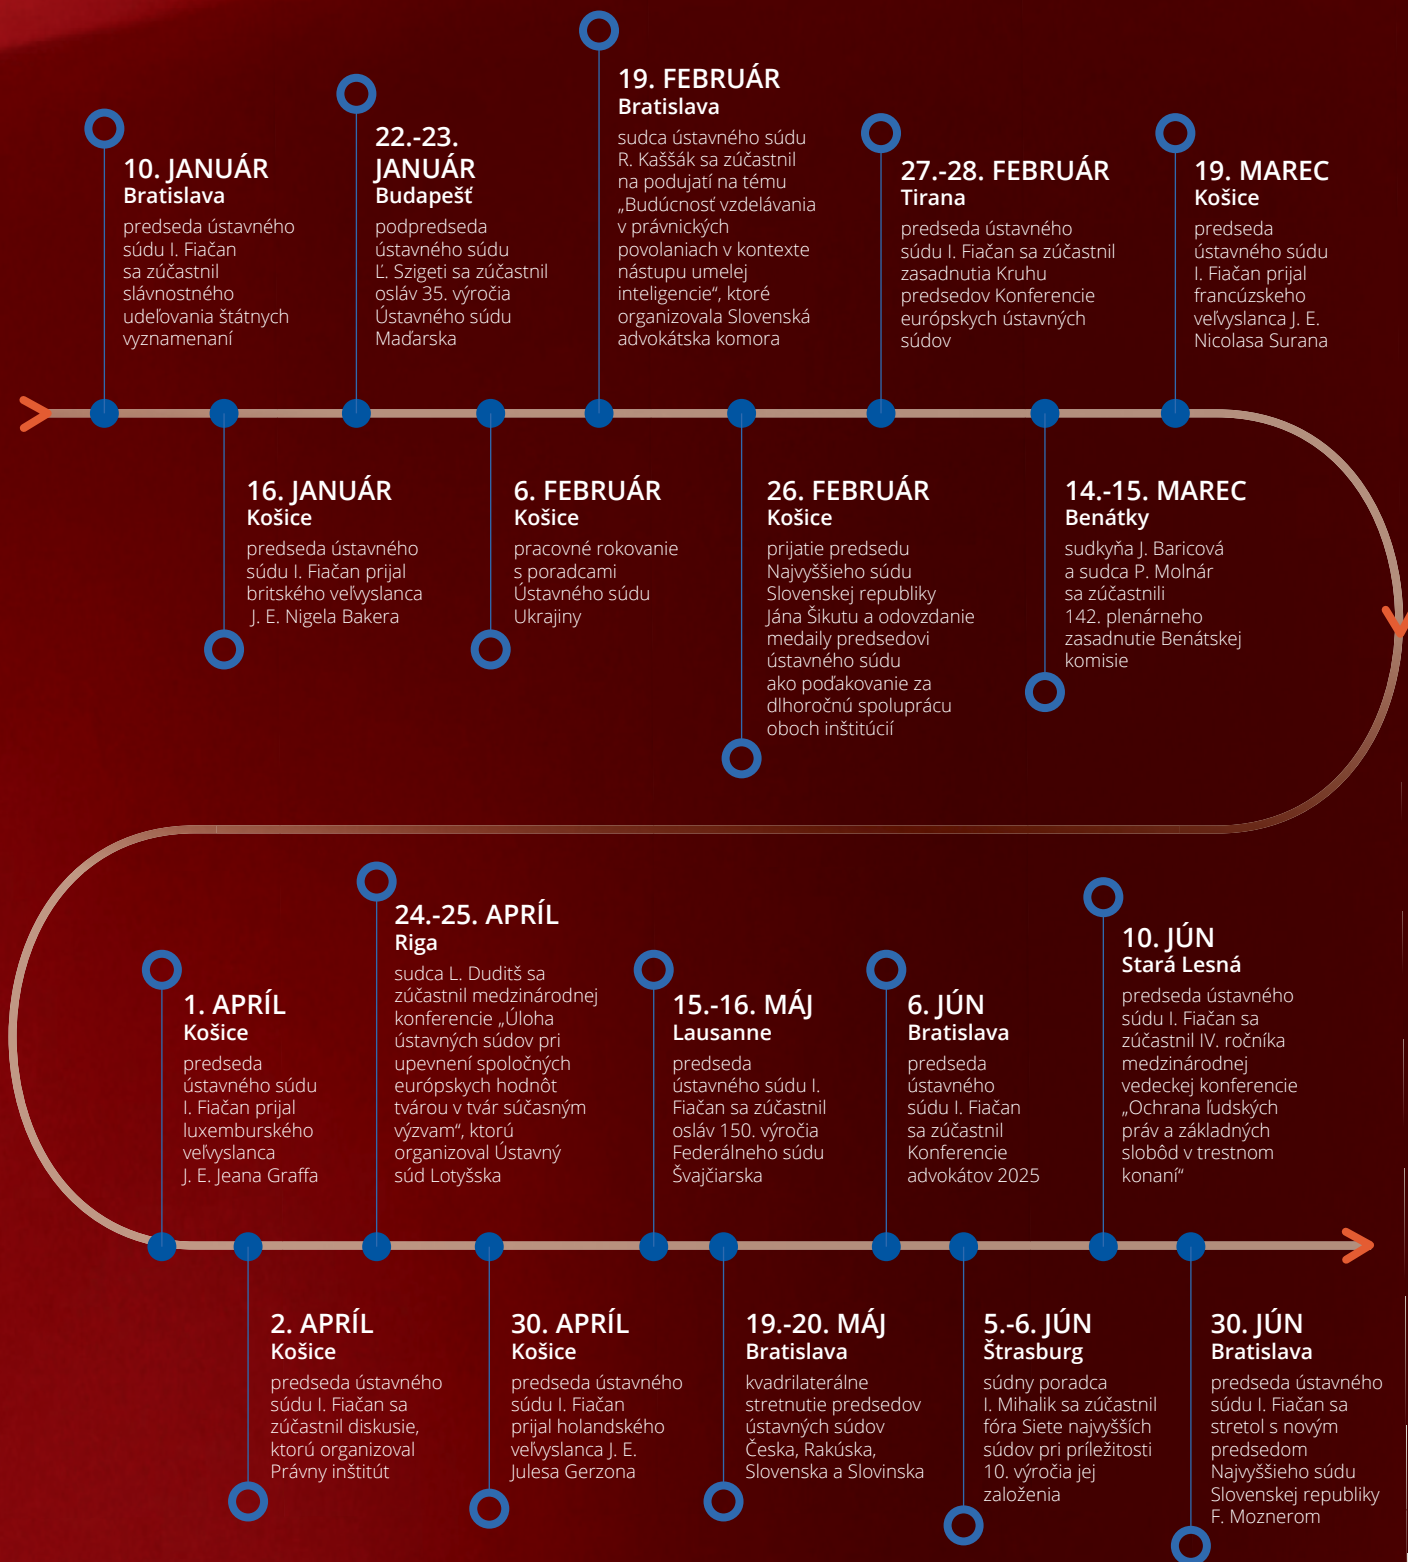 10. JANUÁR
Bratislava
predseda ústavného
súdu I. Fiačan
sa zúčastnil
slávnostného
udeľovania štátnych
vyznamenaní
16. JANUÁR
Košice
predseda ústavného
súdu I. Fiačan prijal
britského veľvyslanca
J. E. Nigela Bakera
22.-23.
JANUÁR
Budapešť
podpredseda
ústavného súdu
Ľ. Szigeti sa zúčastnil
osláv 35. výročia
Ústavného súdu
Maďarska
6. FEBRUÁR
Košice
pracovné rokovanie
s poradcami
Ústavného súdu
Ukrajiny
19. FEBRUÁR
Bratislava
sudca ústavného súdu
R. Kaššák sa zúčastnil
na podujatí na tému
„Budúcnosť vzdelávania
v právnických
povolaniach v kontexte
nástupu umelej
inteligencie“, ktoré
organizovala Slovenská
advokátska komora
26. FEBRUÁR
Košice
prijatie predsedu
Najvyššieho súdu
Slovenskej republiky
Jána Šikutu a odovzdanie
medaily predsedovi
ústavného súdu
ako poďakovanie za
dlhoročnú spoluprácu
oboch inštitúcií
27.-28. FEBRUÁR
Tirana
predseda ústavného
súdu I. Fiačan sa zúčastnil
zasadnutia Kruhu
predsedov Konferencie
európskych ústavných
súdov
14.-15. MAREC
Benátky
sudkyňa J. Baricová
a sudca P. Molnár
sa zúčastnili
142. plenárneho
zasadnutie Benátskej
komisie
19. MAREC
Košice
predseda
ústavného súdu
I. Fiačan prijal
francúzskeho
veľvyslanca J. E.
Nicolasa Surana
1. APRÍL
Košice
predseda
ústavného súdu
I. Fiačan prijal
luxemburského
veľvyslanca
J. E. Jeana Graffa
2. APRÍL
Košice
predseda ústavného
súdu I. Fiačan sa
zúčastnil diskusie,
ktorú organizoval
Právny inštitút
24.-25. APRÍL
Riga
sudca L. Duditš sa
zúčastnil medzinárodnej
konferencie „Úloha
ústavných súdov pri
upevnení spoločných
európskych hodnôt
tvárou v tvár súčasným
výzvam“, ktorú
organizoval Ústavný
súd Lotyšska
30. APRÍL
Košice
predseda ústavného
súdu I. Fiačan
prijal holandského
veľvyslanca J. E.
Julesa Gerzona
15.-16. MÁJ
Lausanne
predseda
ústavného súdu I.
Fiačan sa zúčastnil
osláv 150. výročia
Federálneho súdu
Švajčiarska
19.-20. MÁJ
Bratislava
kvadrilaterálne
stretnutie predsedov
ústavných súdov
Česka, Rakúska,
Slovenska a Slovinska
6. JÚN
Bratislava
predseda
ústavného
súdu I. Fiačan
sa zúčastnil
Konferencie
advokátov 2025
5.-6. JÚN
Štrasburg
súdny poradca
I. Mihalik sa zúčastnil
fóra Siete najvyšších
súdov pri príležitosti
10. výročia jej
založenia
10. JÚN
Stará Lesná
predseda ústavného
súdu I. Fiačan sa
zúčastnil IV. ročníka
medzinárodnej
vedeckej konferencie
„Ochrana ľudských
práv a základných
slobôd v trestnom
konaní“
30. JÚN
Bratislava
predseda ústavného
súdu I. Fiačan sa
stretol s novým
predsedom
Najvyššieho súdu
Slovenskej republiky
F. Moznerom